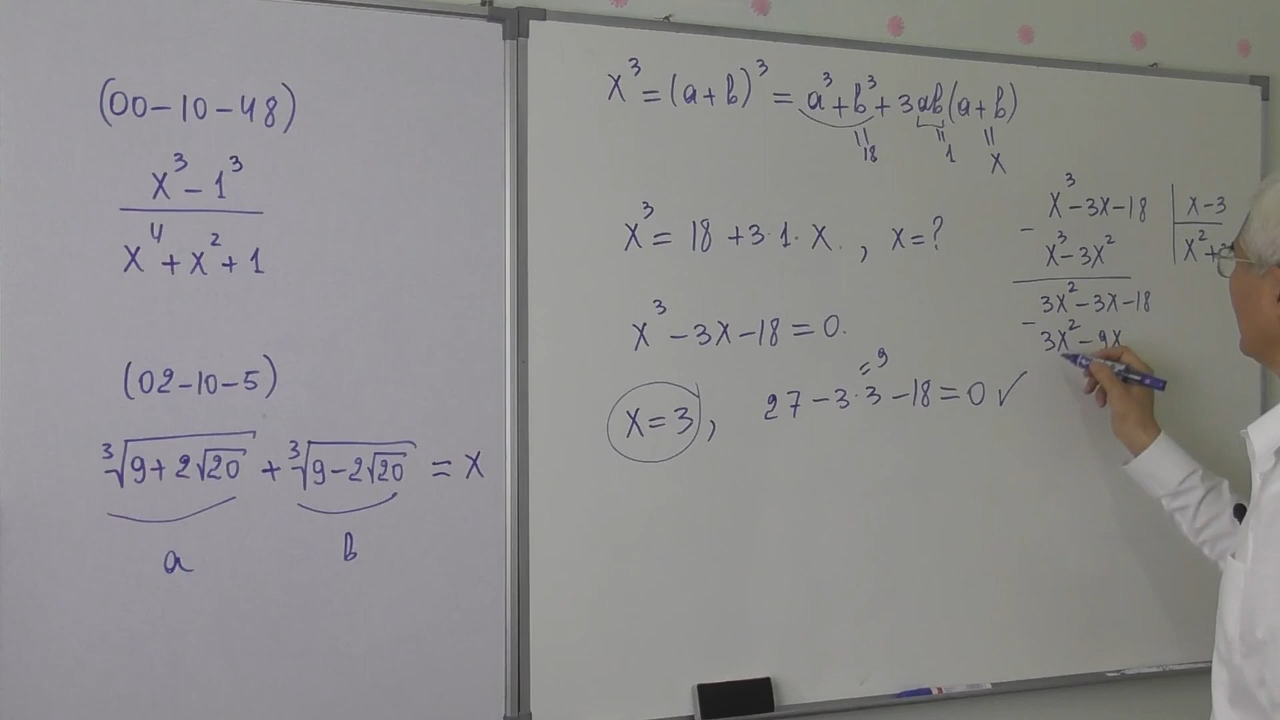 (00-10-48)
x³-1³
x⁴+x²+1
(02-10-5)
∛(9+2√20) + ∛(9-2√20) = x
a b
x³=(a+b)³=a³+b³+3ab(a+b)
18 1 x
x³=18+3·1·x, x=?
x³-3x-18=0.
=9
x=3, 27-3·3-18=0 ✓
x³-3x-18 x-3
- x³-3x² x²+
3x²-3x-18
- 3x²-9x